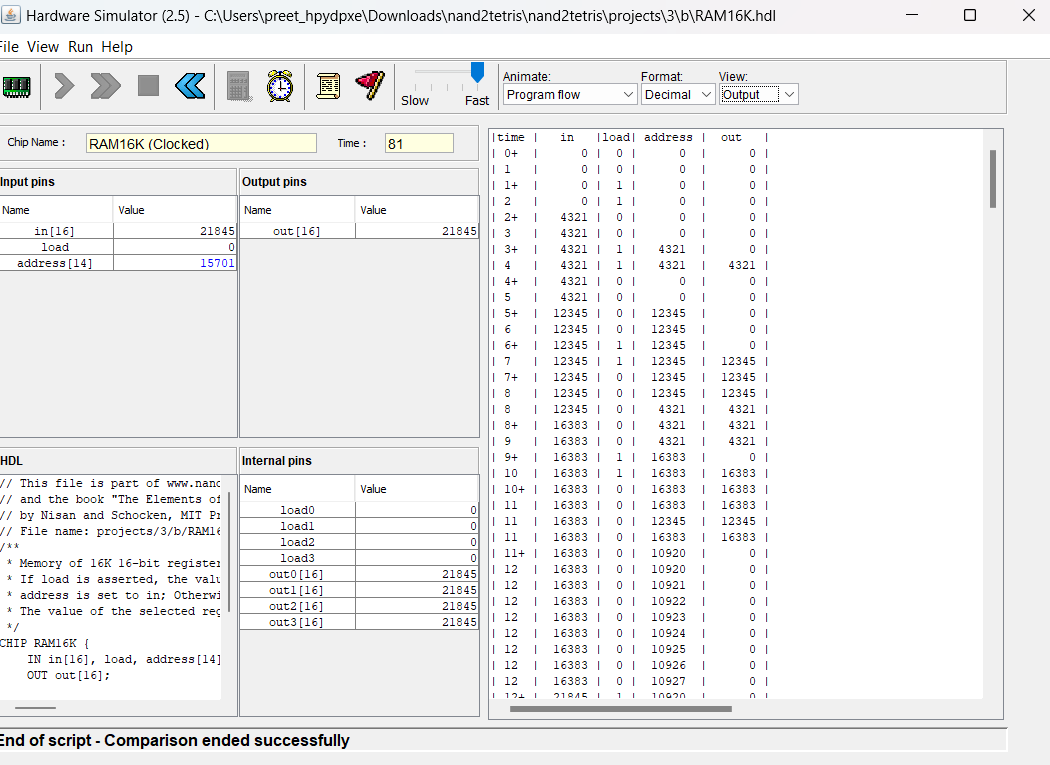 Hardware Simulator (2.5) - C:\Users\preet_hpydpxe\Downloads\nand2tetris\nand2tetris\projects\3\b\RAM16K.hdl
File View Run Help
Slow Fast
Animate: Format: View:
Program flow Decimal Output
Chip Name : RAM16K (Clocked) Time : 81
Input pins
Name Value
in[16] 21845
load 0
address[14] 15701
Output pins
Name Value
out[16] 21845
HDL
// This file is part of www.nand
// and the book "The Elements of
// by Nisan and Schocken, MIT Pr
// File name: projects/3/b/RAM16
/**
* Memory of 16K 16-bit register
* If load is asserted, the valu
* address is set to in; Otherwi
* The value of the selected reg
*/
CHIP RAM16K {
IN in[16], load, address[14]
OUT out[16];
Internal pins
Name Value
load0 0
load1 0
load2 0
load3 0
out0[16] 21845
out1[16] 21845
out2[16] 21845
out3[16] 21845
|time | in |load| address | out |
| 0+ | 0 | 0 | 0 | 0 |
| 1 | 0 | 0 | 0 | 0 |
| 1+ | 0 | 1 | 0 | 0 |
| 2 | 0 | 1 | 0 | 0 |
| 2+ | 4321 | 0 | 0 | 0 |
| 3 | 4321 | 0 | 0 | 0 |
| 3+ | 4321 | 1 | 4321 | 0 |
| 4 | 4321 | 1 | 4321 | 4321 |
| 4+ | 4321 | 0 | 0 | 0 |
| 5 | 4321 | 0 | 0 | 0 |
| 5+ | 12345 | 0 | 12345 | 0 |
| 6 | 12345 | 0 | 12345 | 0 |
| 6+ | 12345 | 1 | 12345 | 0 |
| 7 | 12345 | 1 | 12345 | 12345 |
| 7+ | 12345 | 0 | 12345 | 12345 |
| 8 | 12345 | 0 | 12345 | 12345 |
| 8 | 12345 | 0 | 4321 | 4321 |
| 8+ | 16383 | 0 | 4321 | 4321 |
| 9 | 16383 | 0 | 4321 | 4321 |
| 9+ | 16383 | 1 | 16383 | 0 |
| 10 | 16383 | 1 | 16383 | 16383 |
| 10+ | 16383 | 0 | 16383 | 16383 |
| 11 | 16383 | 0 | 16383 | 16383 |
| 11 | 16383 | 0 | 12345 | 12345 |
| 11 | 16383 | 0 | 16383 | 16383 |
| 11+ | 16383 | 0 | 10920 | 0 |
| 12 | 16383 | 0 | 10920 | 0 |
| 12 | 16383 | 0 | 10921 | 0 |
| 12 | 16383 | 0 | 10922 | 0 |
| 12 | 16383 | 0 | 10923 | 0 |
| 12 | 16383 | 0 | 10924 | 0 |
| 12 | 16383 | 0 | 10925 | 0 |
| 12 | 16383 | 0 | 10926 | 0 |
| 12 | 16383 | 0 | 10927 | 0 |
| 12+ | 21845 | 1 | 10920 | 0 |
End of script - Comparison ended successfully